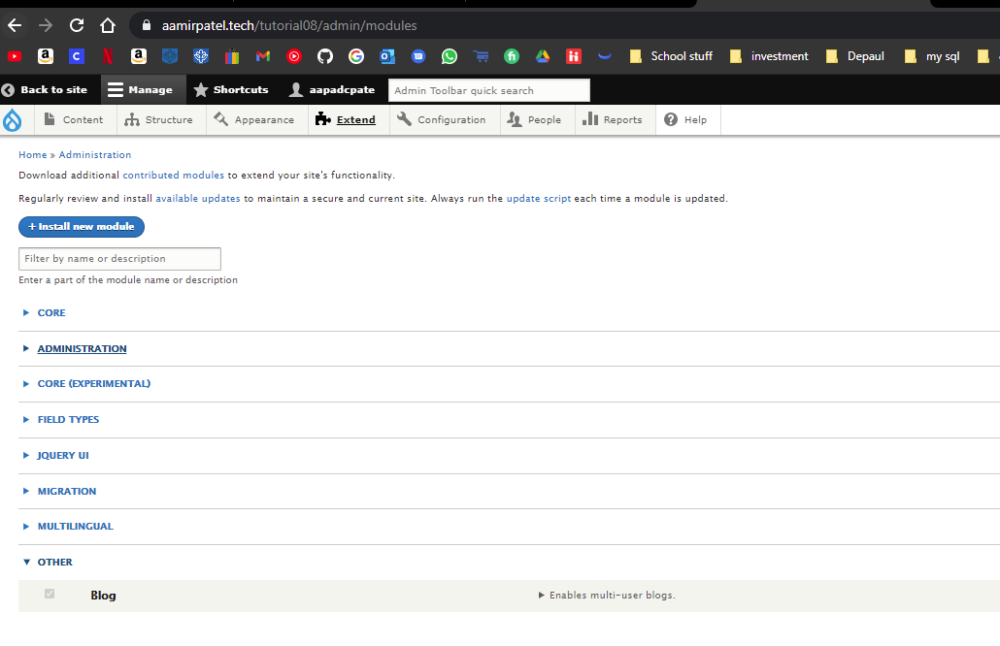 aamirpatel.tech/tutorial08/admin/modules
School stuff investment Depaul my sql
Back to site Manage Shortcuts aapadcpate Admin Toolbar quick search
Content Structure Appearance Extend Configuration People Reports Help
Home » Administration
Download additional contributed modules to extend your site's functionality.
Regularly review and install available updates to maintain a secure and current site. Always run the update script each time a module is updated.
+ Install new module
Filter by name or description
Enter a part of the module name or description
CORE
ADMINISTRATION
CORE (EXPERIMENTAL)
FIELD TYPES
JQUERY UI
MIGRATION
MULTILINGUAL
OTHER
Blog Enables multi-user blogs.